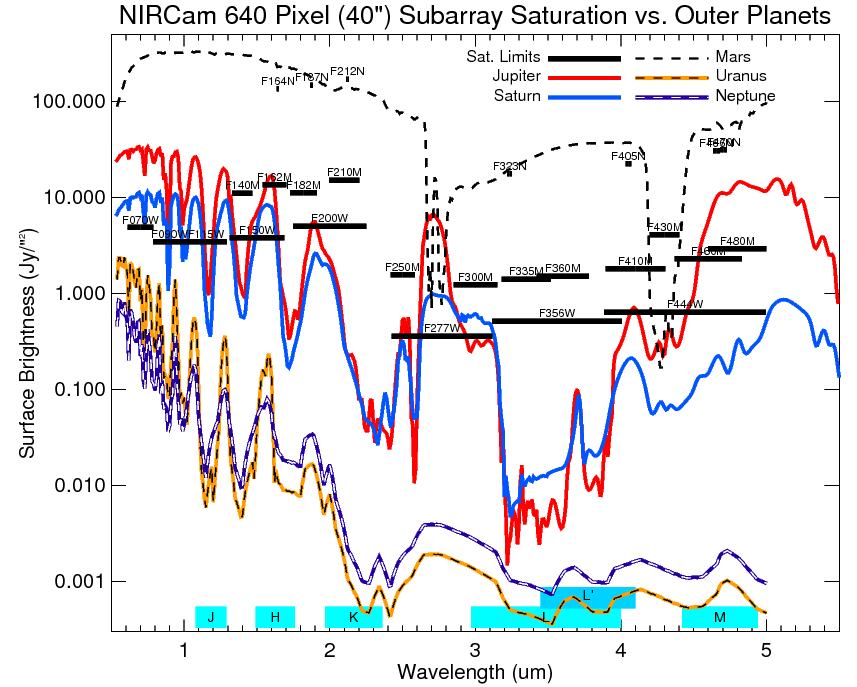 NIRCam 640 Pixel (40") Subarray Saturation vs. Outer Planets
Sat. Limits
Mars
Jupiter
Uranus
Saturn
Neptune
F212N
F187N
F164N
100.000
F470N
F405N
F323N
F210M
F162M
F140M
F182M
10.000
F070W
F200W
F430M
F090W
F115W
F150W
F480M
F460M
F410M
F250M
F335M
F360M
F300M
1.000
F444W
F356W
F277W
0.100
0.010
0.001
L'
J
H
K
L
M
1
2
3
4
5
Wavelength (um)
Surface Brightness (Jy/"²)